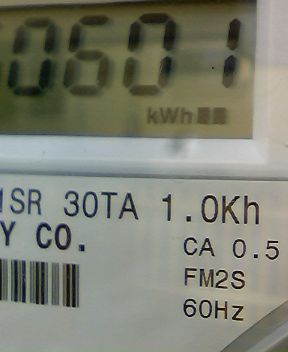 0601
kWh
1SR 30TA 1.0Kh
Y CO.
CA 0.5
FM2S
60Hz